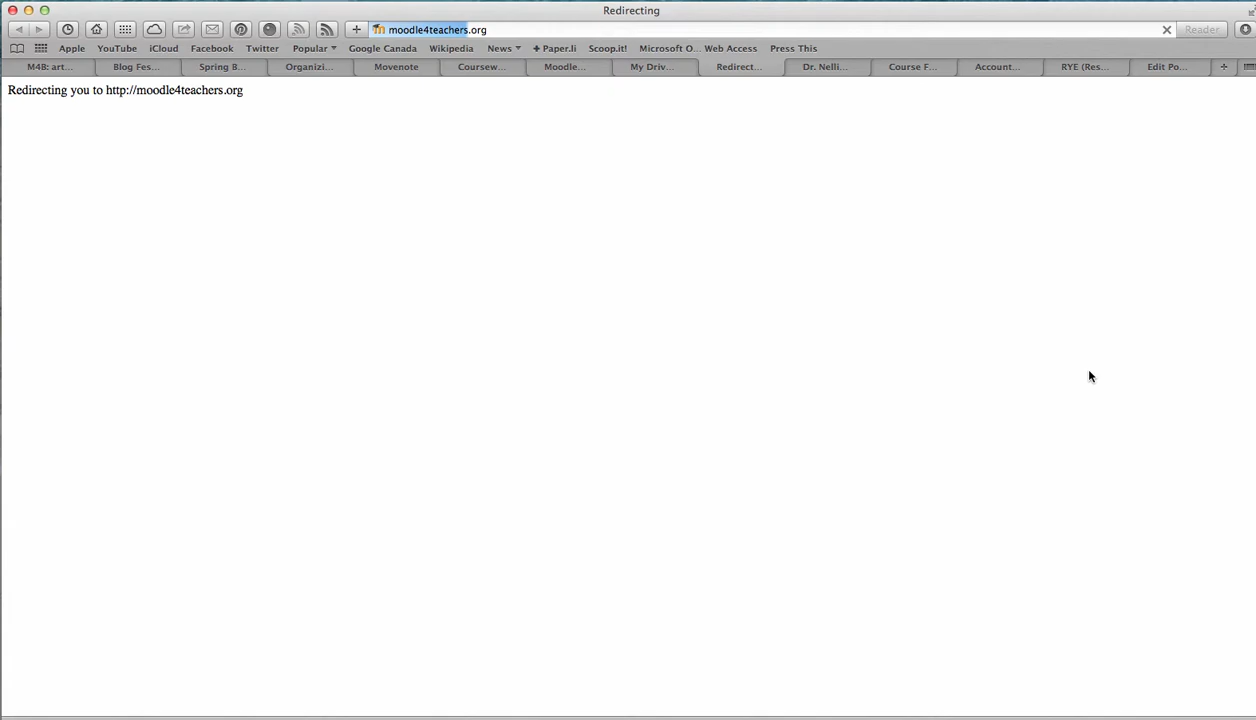 Redirecting
moodle4teachers.org
Reader
Apple YouTube iCloud Facebook Twitter Popular Google Canada Wikipedia News + Paper.li Scoop.it! Microsoft O... Web Access Press This
M4B: art... Blog Fes... Spring B... Organizi... Movenote Coursew... Moodle... My Driv... Redirect... Dr. Nelli... Course F... Account... RYE (Res... Edit Po...
Redirecting you to http://moodle4teachers.org